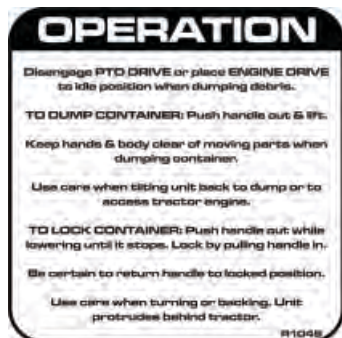 OPERATION
Disengage PTO DRIVE or place ENGINE DRIVE
to idle position when dumping debris.
TO DUMP CONTAINER: Push handle out & lift.
Keep hands & body clear of moving parts when
dumping container.
Use care when tilting unit back to dump or to
access tractor engine.
TO LOCK CONTAINER: Push handle out while
lowering until it stops. Lock by pulling handle in.
Be certain to return handle to locked position.
Use care when turning or backing. Unit
protrudes behind tractor.